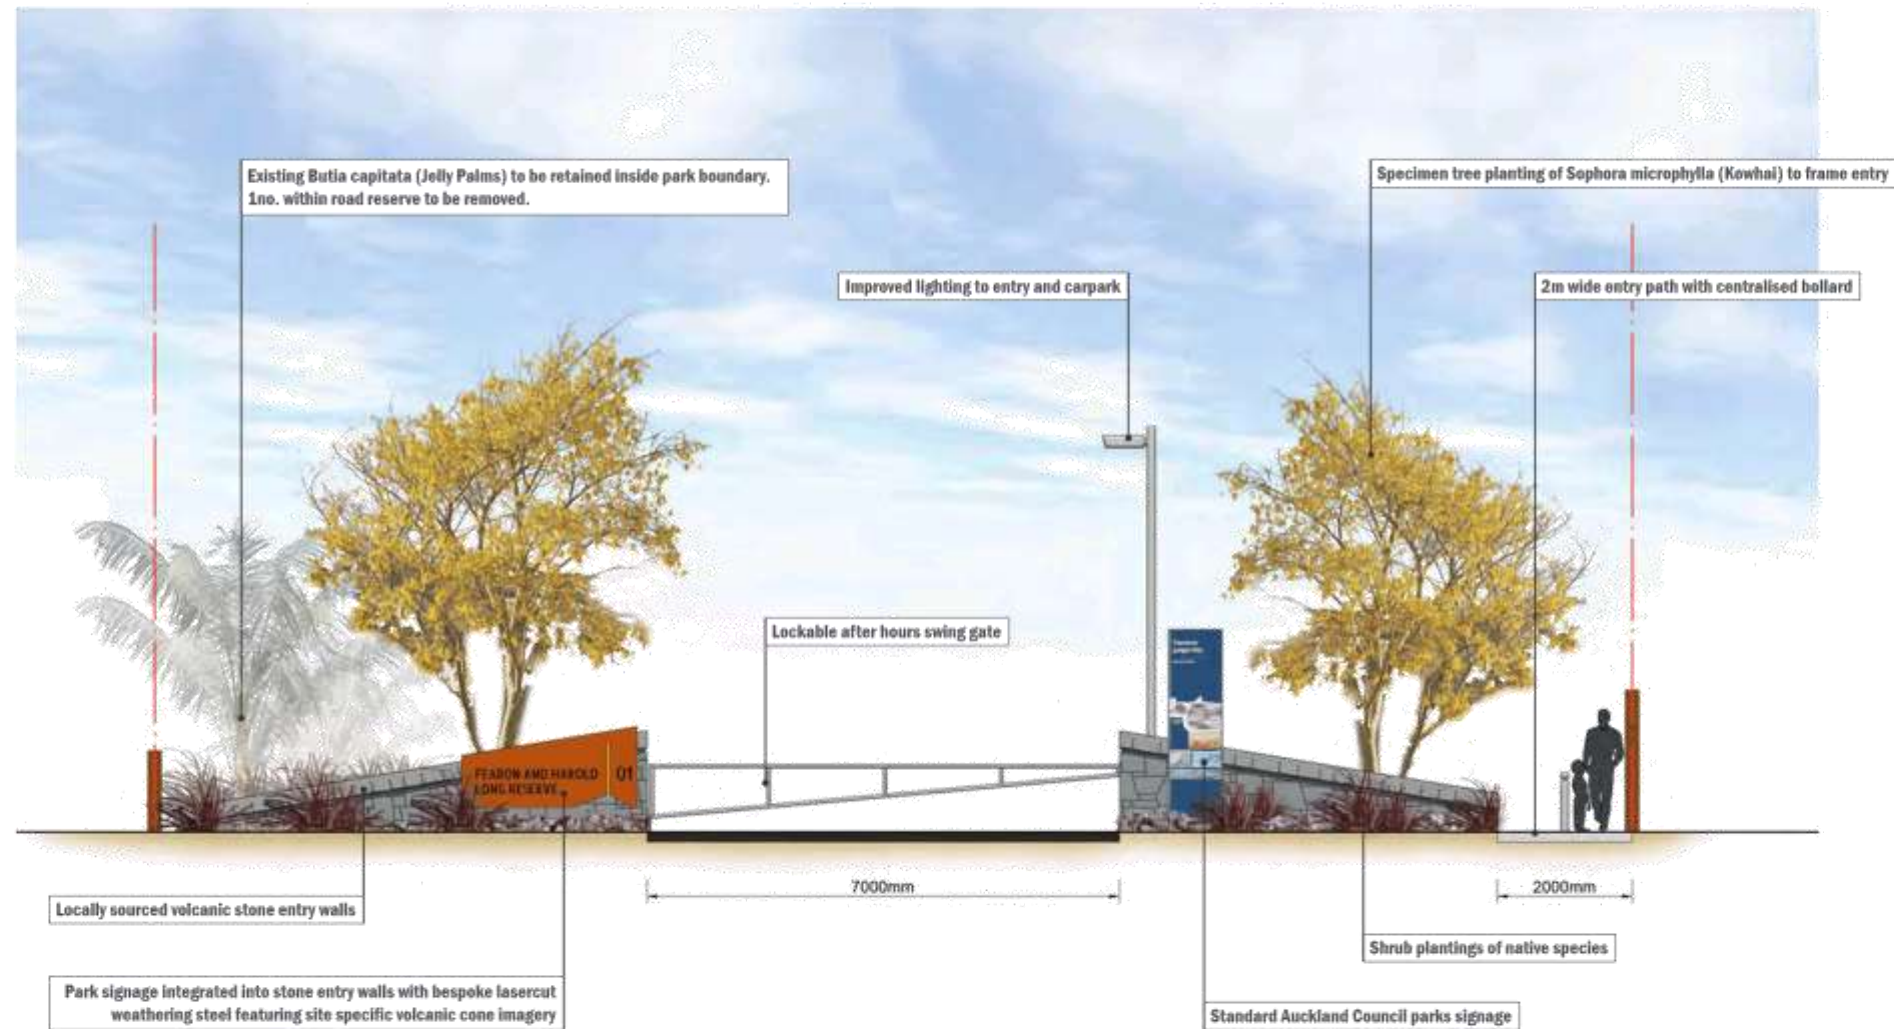 Existing Butia capitata (Jelly Palms) to be retained inside park boundary.
1no. within road reserve to be removed.
Specimen tree planting of Sophora microphylla (Kowhai) to frame entry
Improved lighting to entry and carpark
2m wide entry path with centralised bollard
Lockable after hours swing gate
FEARON AND HAROLD
LONG RESERVE
01
7000mm
2000mm
Locally sourced volcanic stone entry walls
Shrub plantings of native species
Park signage integrated into stone entry walls with bespoke lasercut
weathering steel featuring site specific volcanic cone imagery
Standard Auckland Council parks signage